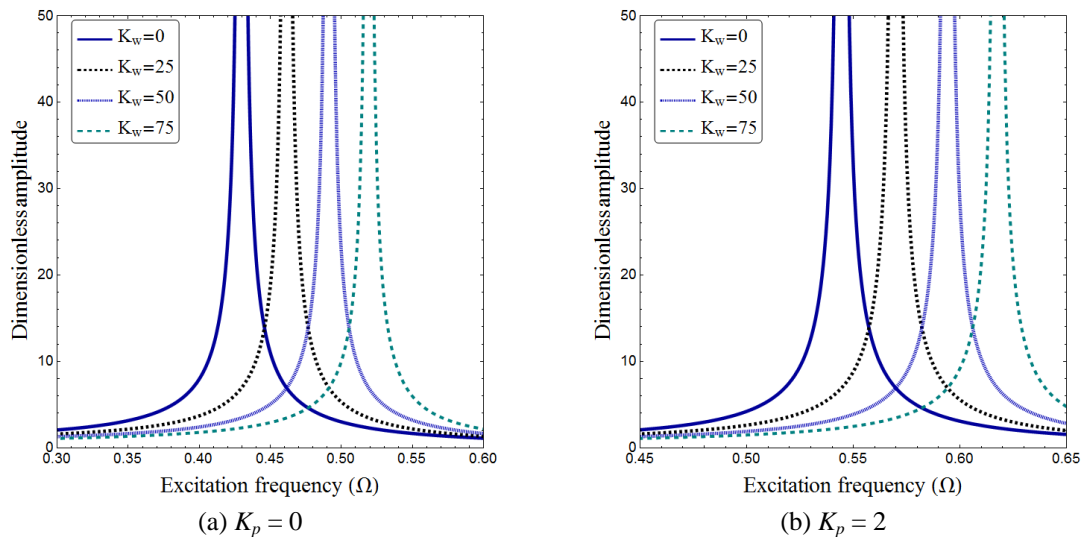 50
40
30
20
10
0
Dimensionless amplitude
K_w=0
K_w=25
K_w=50
K_w=75
0.30 0.35 0.40 0.45 0.50 0.55 0.60
Excitation frequency (Ω)
(a) K_p = 0
50
40
30
20
10
0
Dimensionless amplitude
K_w=0
K_w=25
K_w=50
K_w=75
0.45 0.50 0.55 0.60 0.65
Excitation frequency (Ω)
(b) K_p = 2